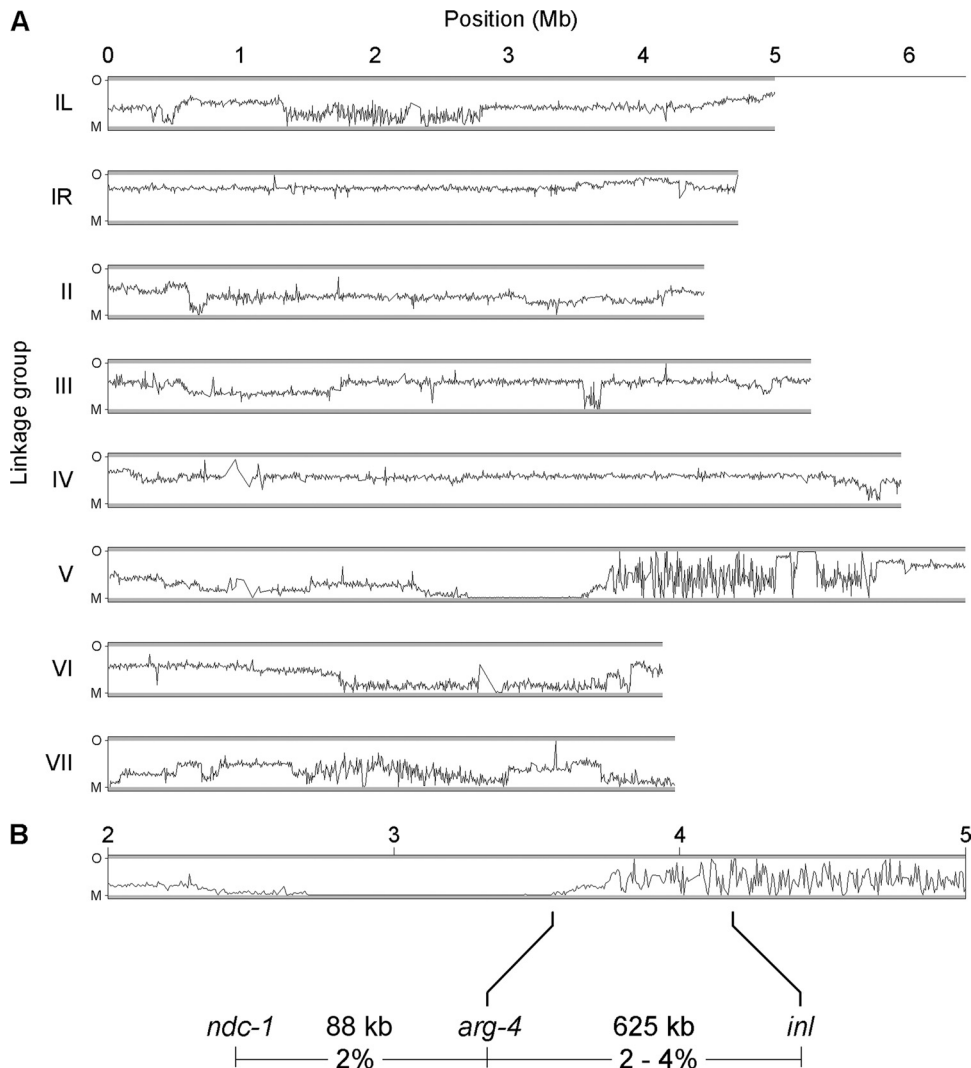 A
Position (Mb)
0 1 2 3 4 5 6
Linkage group
IL
O
M
IR
O
M
II
O
M
III
O
M
IV
O
M
V
O
M
VI
O
M
VII
O
M
B
2 3 4 5
O
M
ndc-1 88 kb arg-4 625 kb inl
2% 2 - 4%